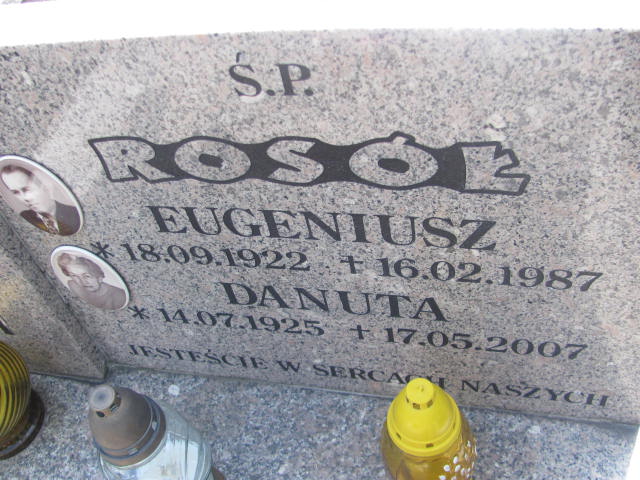 Ś.P.
ROSÓŁ
EUGENIUSZ
* 18.09.1922 + 16.02.1987
DANUTA
* 14.07.1925 + 17.05.2007
JESTEŚCIE W SERCACH NASZYCH